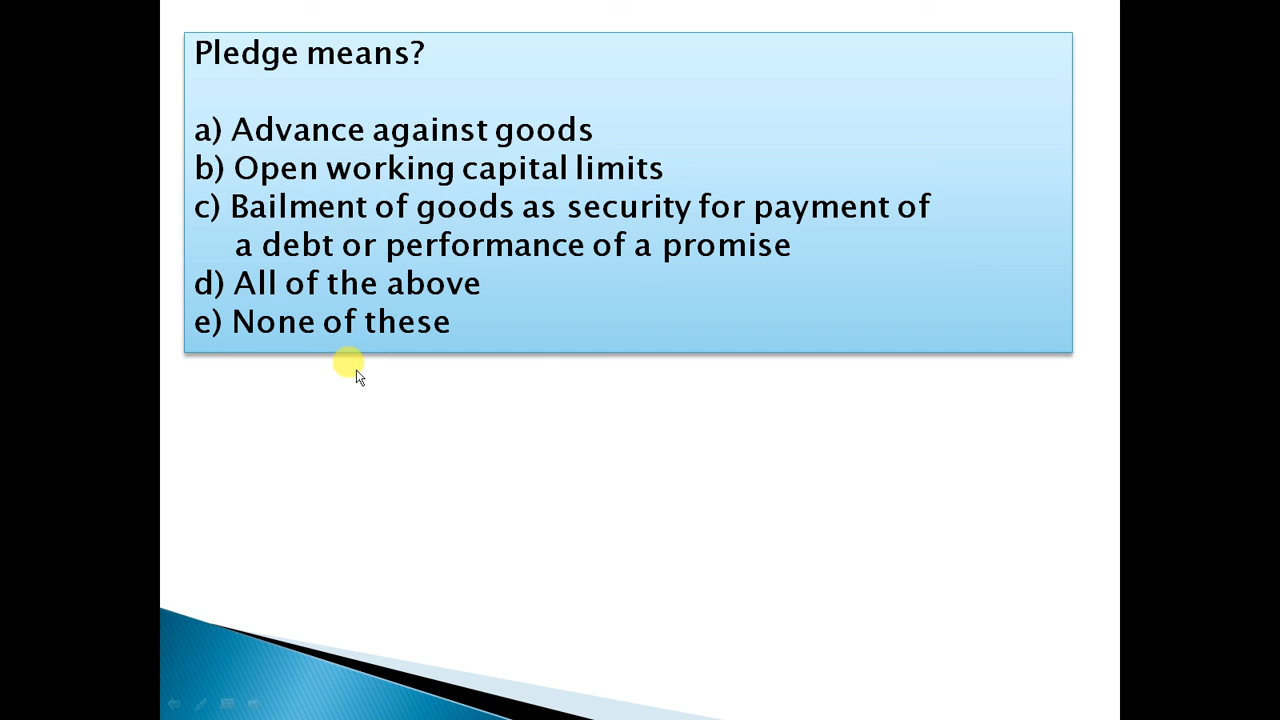 Pledge means?
a) Advance against goods
b) Open working capital limits
c) Bailment of goods as security for payment of
a debt or performance of a promise
d) All of the above
e) None of these